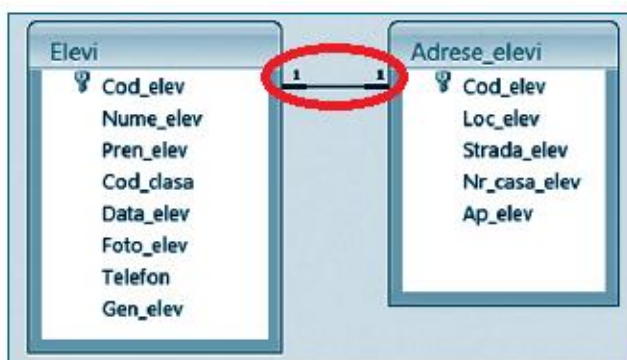 Elevi
Cod_elev
Nume_elev
Pren_elev
Cod_clasa
Data_elev
Foto_elev
Telefon
Gen_elev
1 1
Adrese_elevi
Cod_elev
Loc_elev
Strada_elev
Nr_casa_elev
Ap_elev